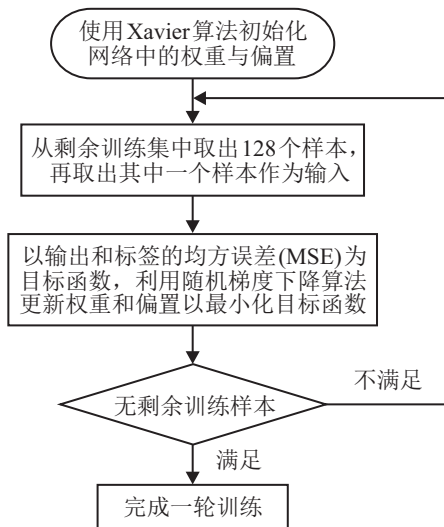 使用Xavier算法初始化
网络中的权重与偏置
从剩余训练集中取出128个样本，
再取出其中一个样本作为输入
以输出和标签的均方误差(MSE)为
目标函数，利用随机梯度下降算法
更新权重和偏置以最小化目标函数
不满足
无剩余训练样本
满足
完成一轮训练